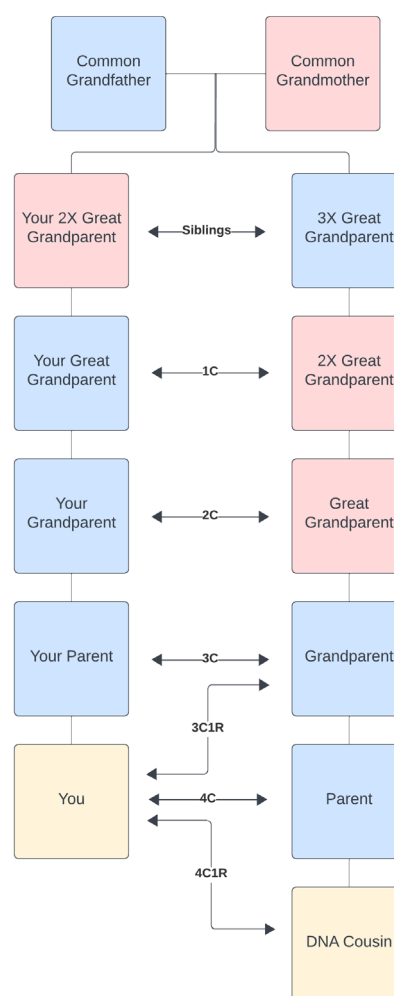 Common
Grandfather
Common
Grandmother
Your 2X Great
Grandparent
Siblings
3X Great
Grandparent
Your Great
Grandparent
1C
2X Great
Grandparent
Your
Grandparent
2C
Great
Grandparent
Your Parent
3C
Grandparent
3C1R
You
4C
Parent
4C1R
DNA Cousin